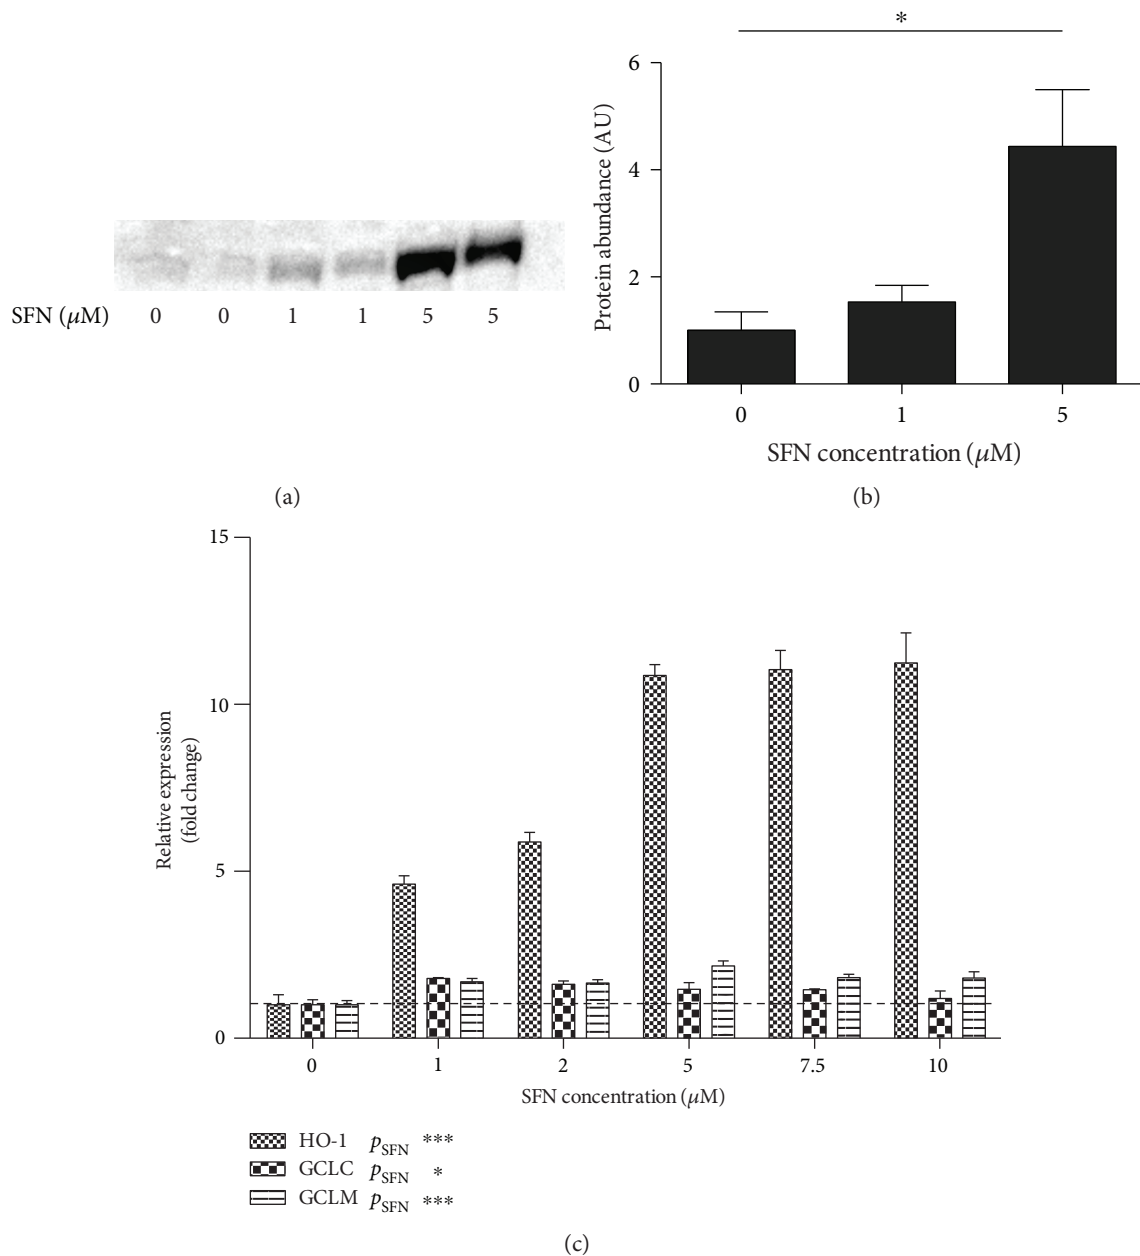 *
6
4
2
0
Protein abundance (AU)
0 1 5
SFN concentration (μM)
SFN (μM) 0 0 1 1 5 5
(a)
(b)
15
10
5
0
Relative expression
(fold change)
0 1 2 5 7.5 10
SFN concentration (μM)
HO-1 pSFN ***
GCLC pSFN *
GCLM pSFN ***
(c)